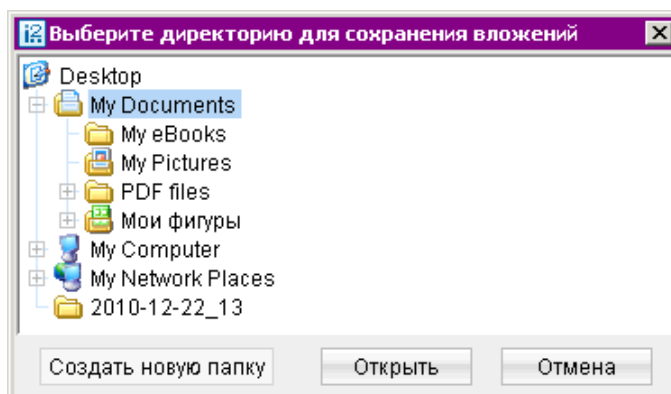 i2 Выберите директорию для сохранения вложений
Desktop
My Documents
My eBooks
My Pictures
PDF files
Мои фигуры
My Computer
My Network Places
2010-12-22_13
Создать новую папку Открыть Отмена